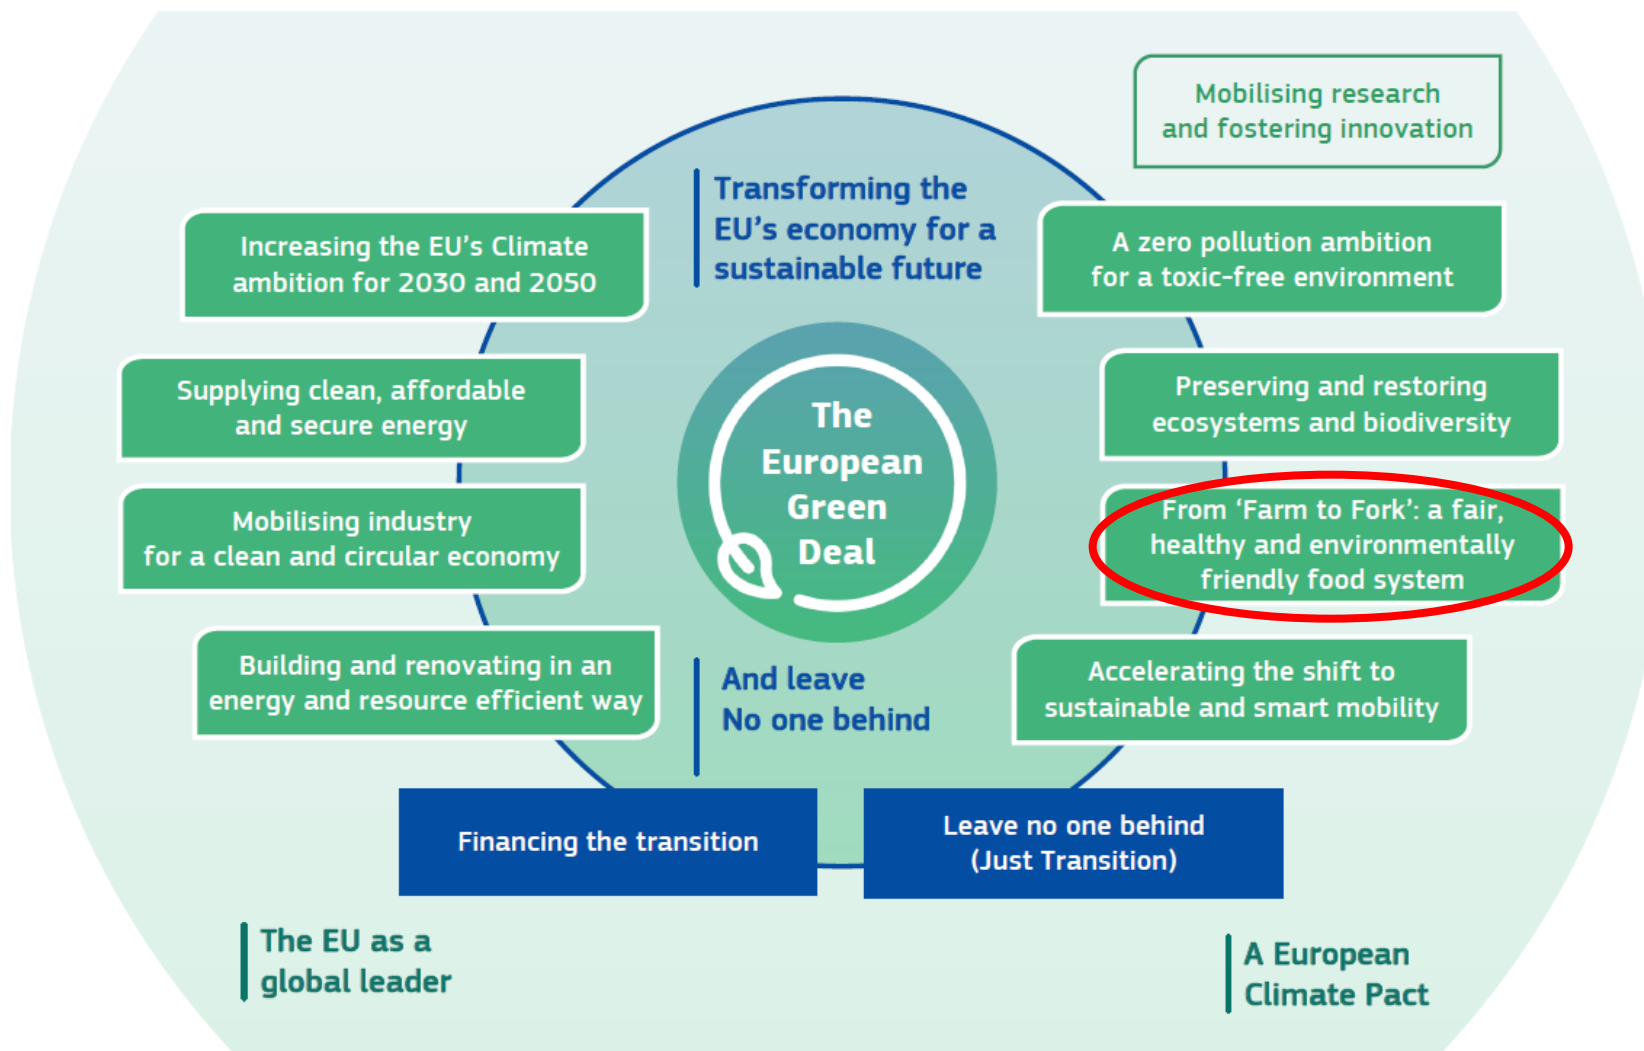 Mobilising research
and fostering innovation
Transforming the
EU’s economy for a
sustainable future
Increasing the EU’s Climate
ambition for 2030 and 2050
A zero pollution ambition
for a toxic-free environment
Supplying clean, affordable
and secure energy
Preserving and restoring
ecosystems and biodiversity
The
European
Green
Deal
Mobilising industry
for a clean and circular economy
From ‘Farm to Fork’: a fair,
healthy and environmentally
friendly food system
Building and renovating in an
energy and resource efficient way
And leave
No one behind
Accelerating the shift to
sustainable and smart mobility
Financing the transition
Leave no one behind
(Just Transition)
The EU as a
global leader
A European
Climate Pact